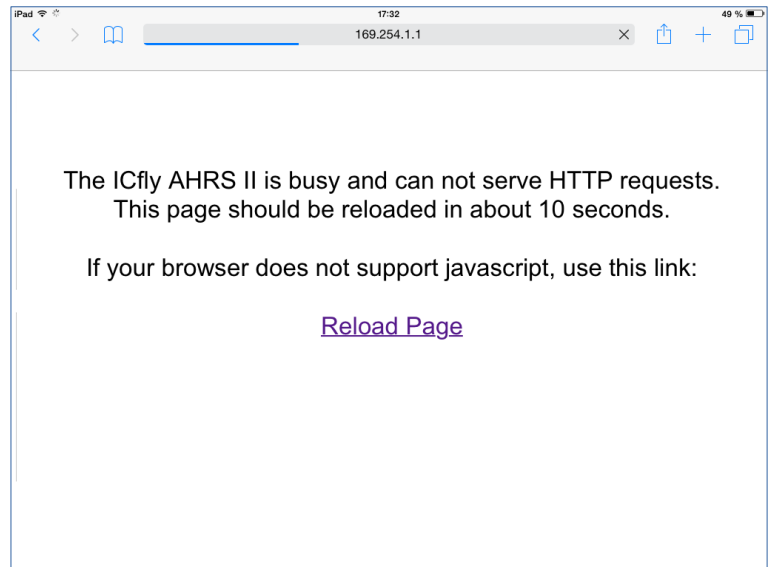 iPad 17:32 49 %
169.254.1.1
The ICfly AHRS II is busy and can not serve HTTP requests.
This page should be reloaded in about 10 seconds.
If your browser does not support javascript, use this link:
Reload Page